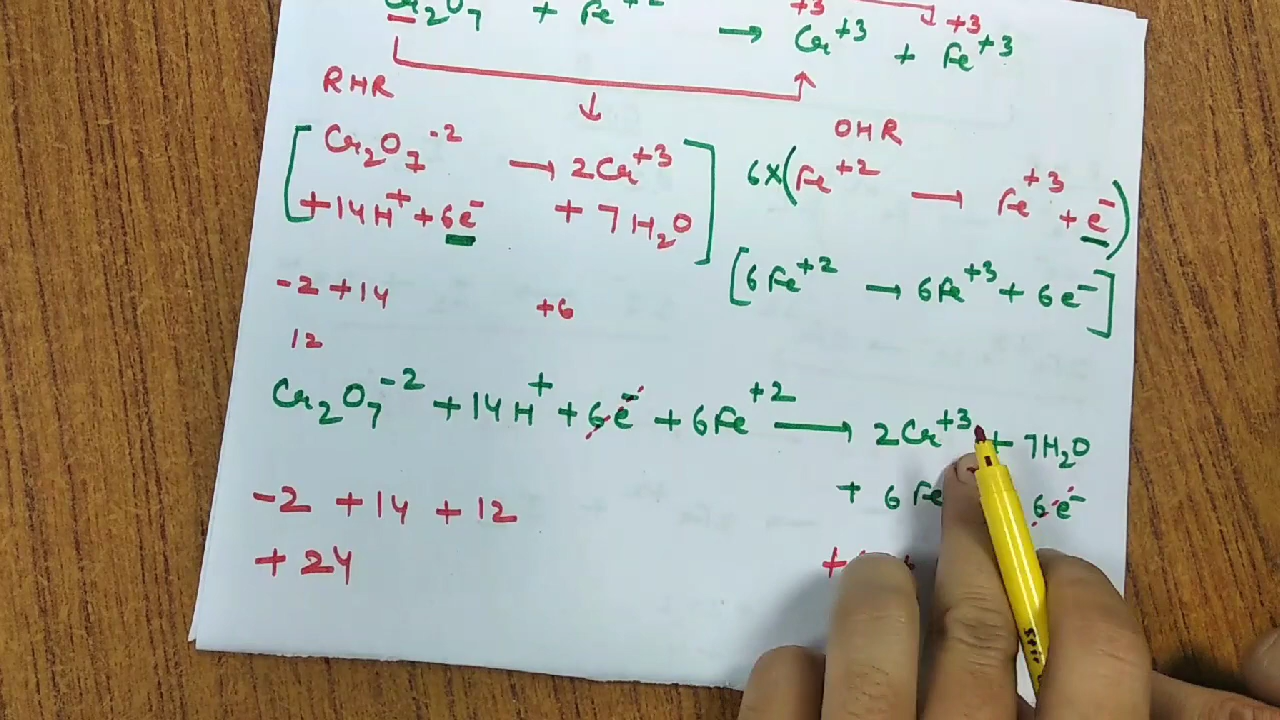 Cr2O7 + Fe+2 → Cr+3 + Fe+3
+3 +3
RHR
Cr2O7-2 → 2Cr+3
+14H+ + 6e- + 7H2O
OHR
6×(Fe+2 → Fe+3 + e-)
[6Fe+2 → 6Fe+3 + 6e-]
-2 +14 +6
12
Cr2O7-2 + 14H+ + 6e- + 6Fe+2 → 2Cr+3 + 7H2O
+ 6Fe 6e-
-2 +14 +12
+24
+